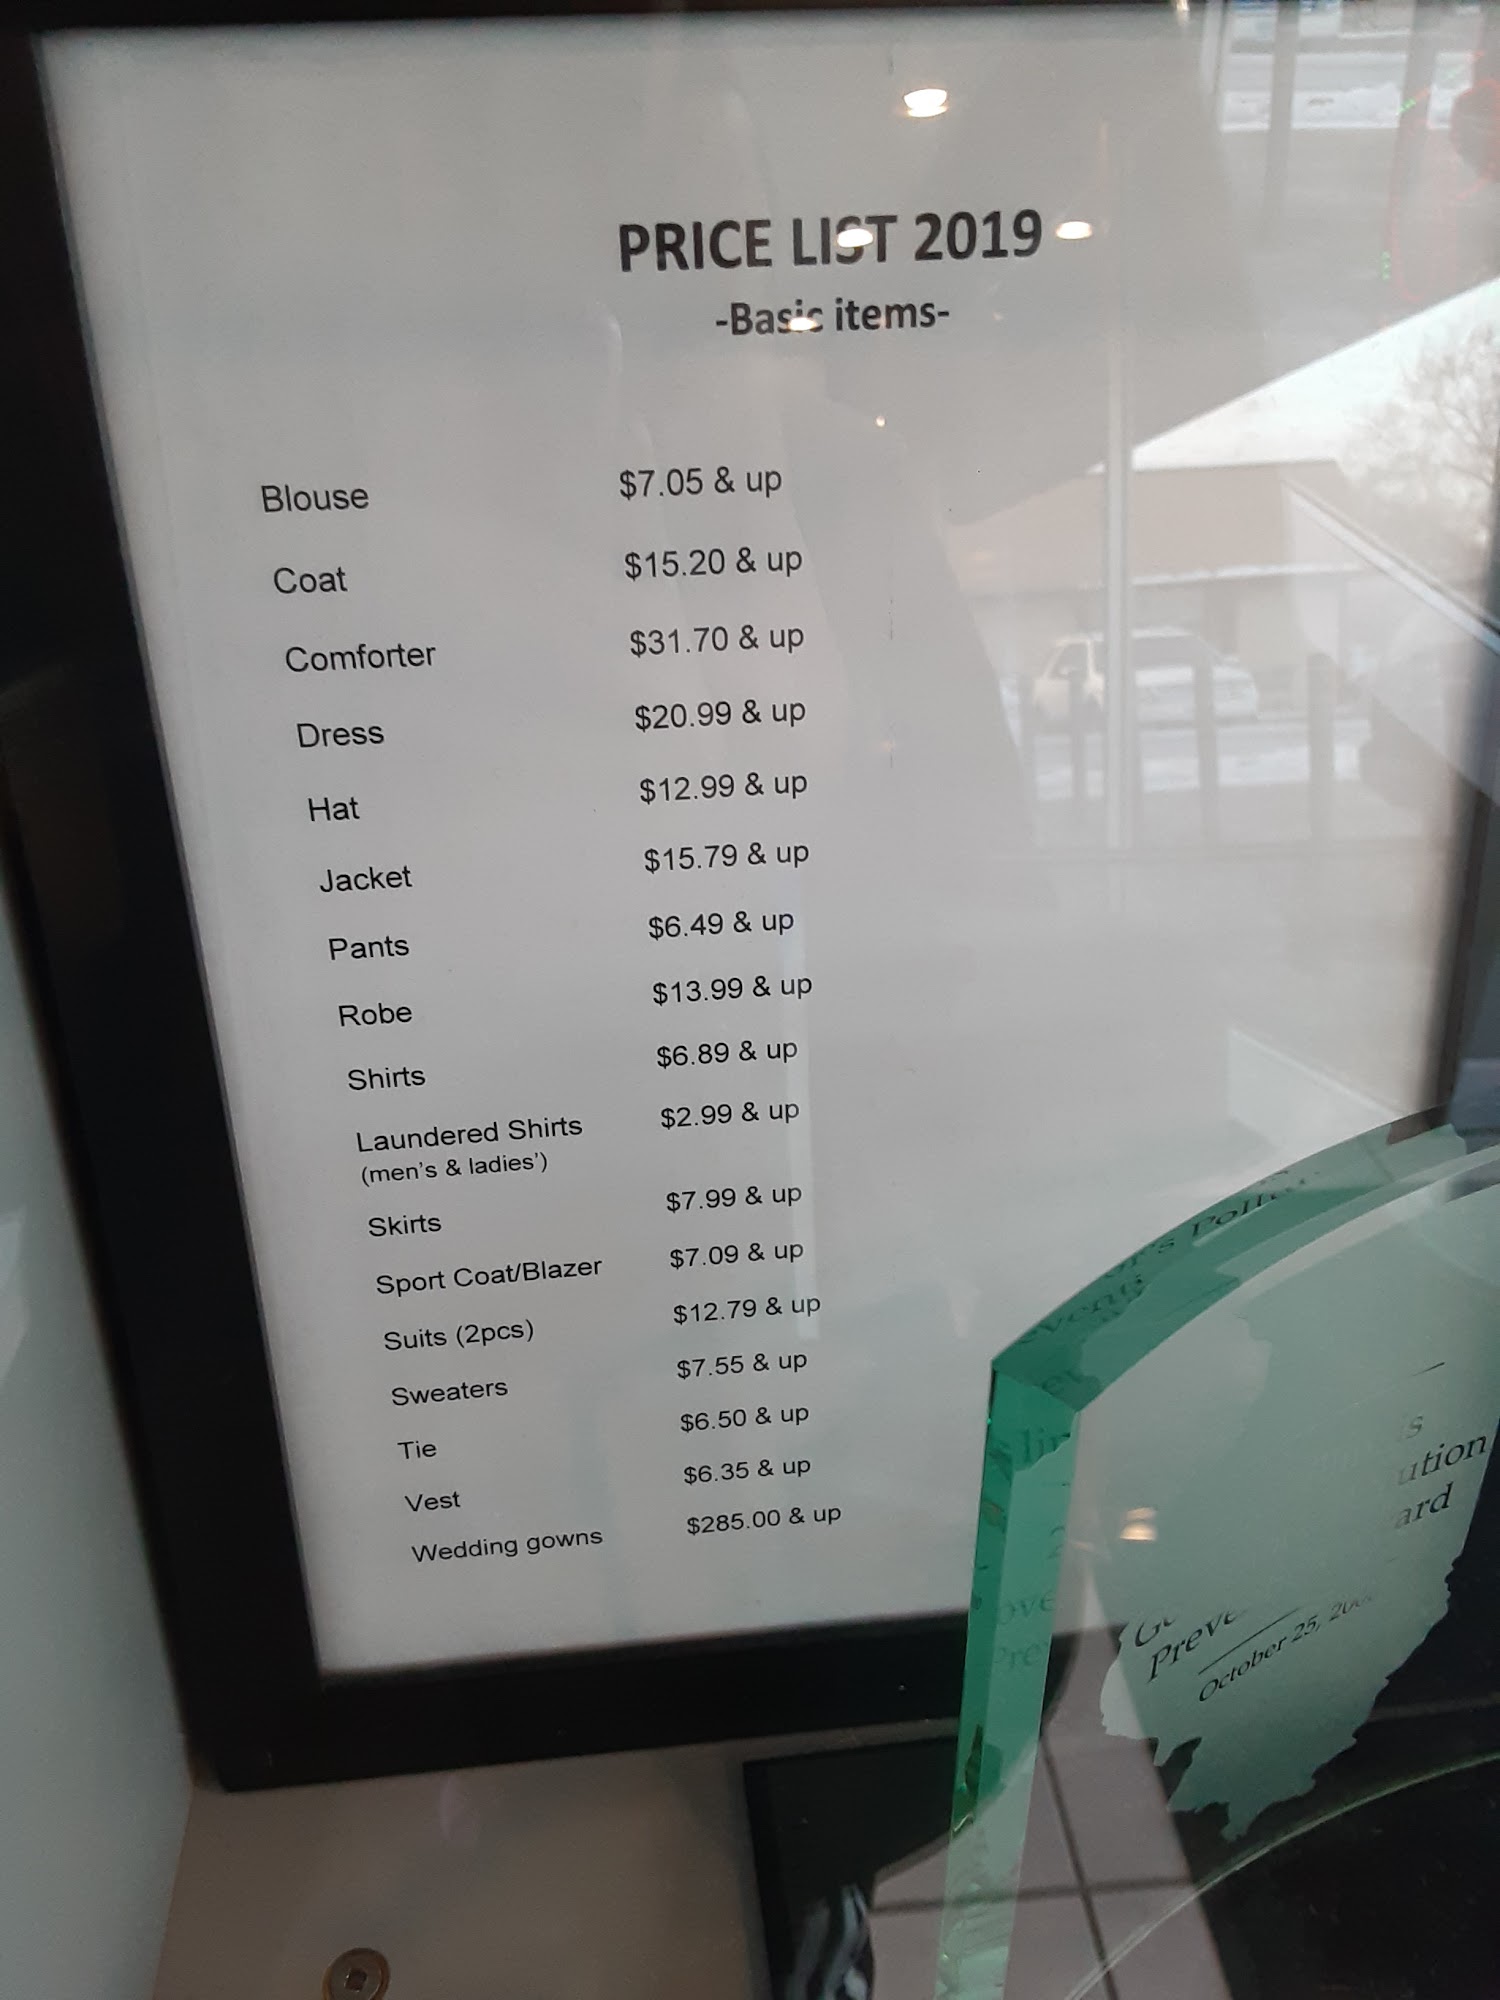 PRICE LIST 2019
-Basic items-
Blouse $7.05 & up
Coat $15.20 & up
Comforter $31.70 & up
Dress $20.99 & up
Hat $12.99 & up
Jacket $15.79 & up
Pants $6.49 & up
Robe $13.99 & up
Shirts $6.89 & up
Laundered Shirts $2.99 & up
(men's & ladies')
Skirts $7.99 & up
Sport Coat/Blazer $7.09 & up
Suits (2pcs) $12.79 & up
Sweaters $7.55 & up
Tie $6.50 & up
Vest $6.35 & up
Wedding gowns $285.00 & up
October 25,